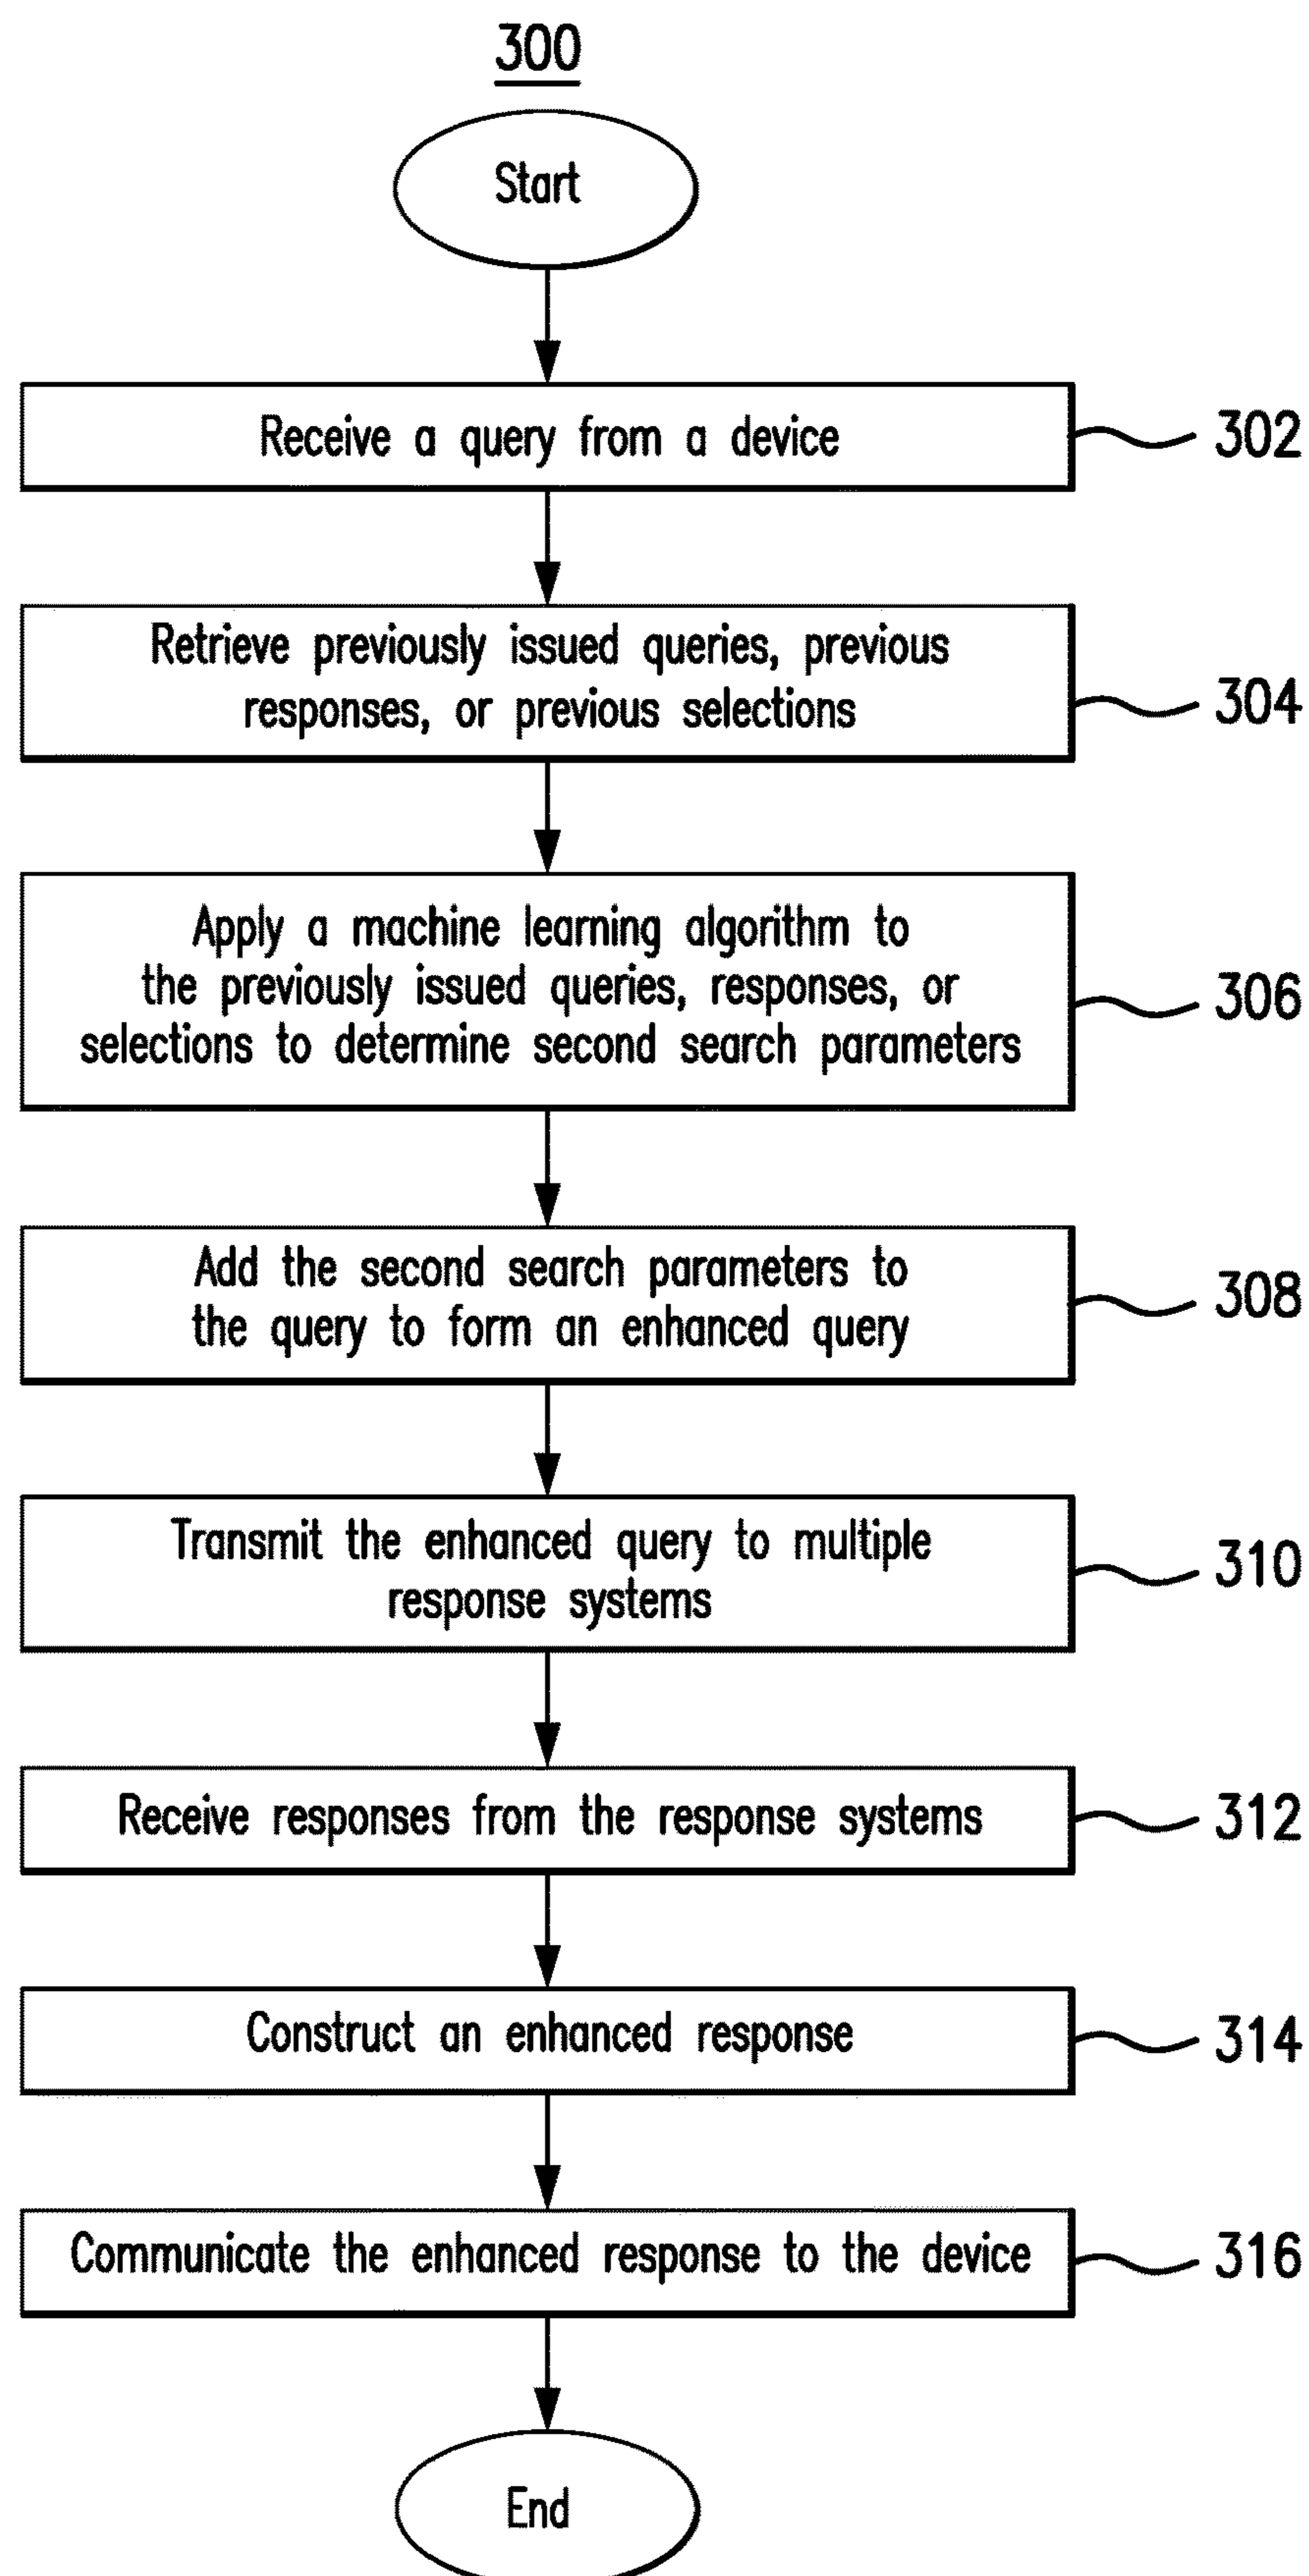 300
Start
Receive a query from a device
302
Retrieve previously issued queries, previous
responses, or previous selections
304
Apply a machine learning algorithm to
the previously issued queries, responses, or
selections to determine second search parameters
306
Add the second search parameters to
the query to form an enhanced query
308
Transmit the enhanced query to multiple
response systems
310
Receive responses from the response systems
312
Construct an enhanced response
314
Communicate the enhanced response to the device
316
End